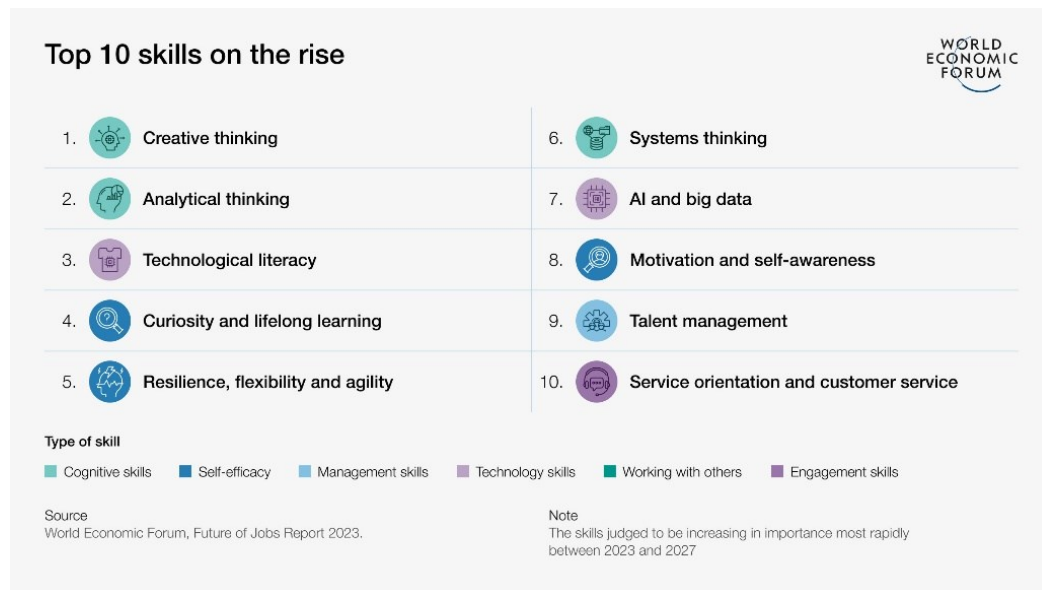 Top 10 skills on the rise
WORLD
ECONOMIC
FORUM
1. Creative thinking
2. Analytical thinking
3. Technological literacy
4. Curiosity and lifelong learning
5. Resilience, flexibility and agility
6. Systems thinking
7. AI and big data
8. Motivation and self-awareness
9. Talent management
10. Service orientation and customer service
Type of skill
Cognitive skills Self-efficacy Management skills Technology skills Working with others Engagement skills
Source
World Economic Forum, Future of Jobs Report 2023.
Note
The skills judged to be increasing in importance most rapidly
between 2023 and 2027